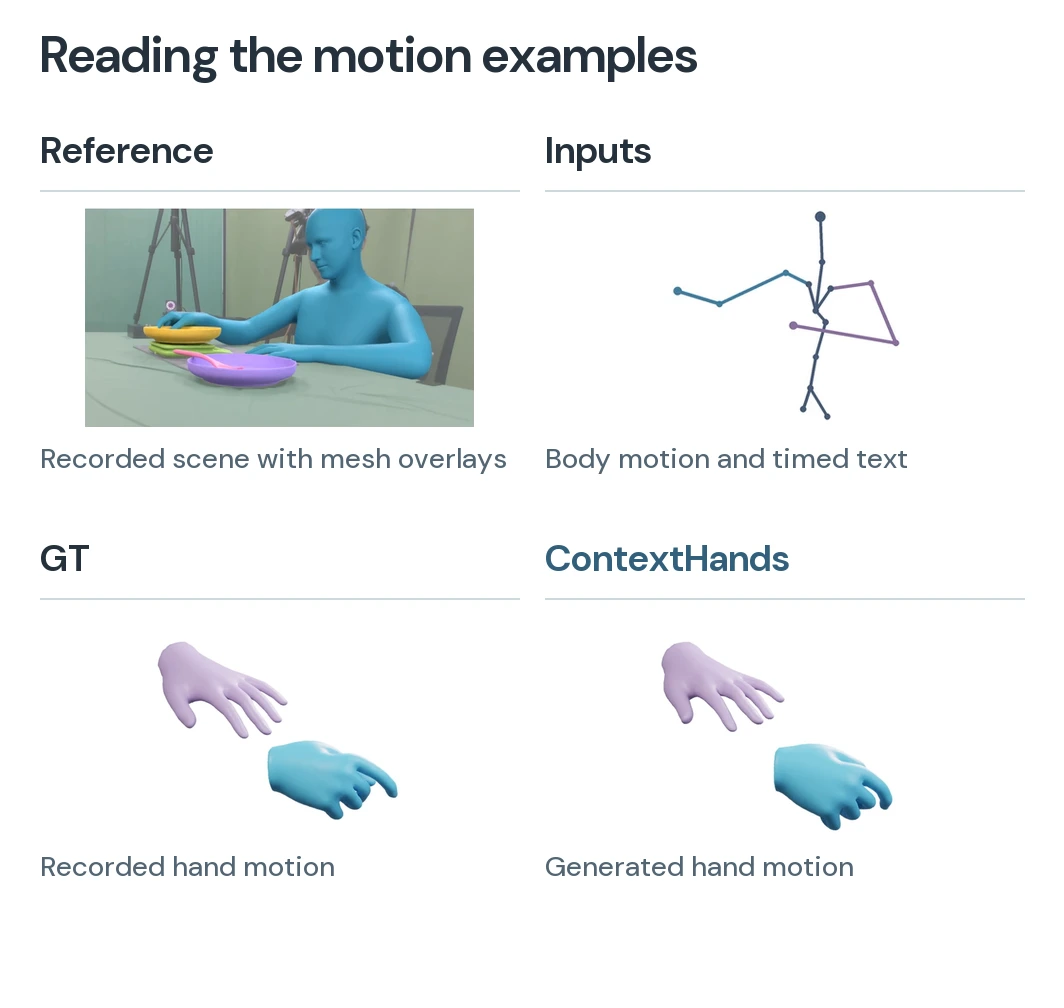 Reading the motion examples
Reference
Inputs
Recorded scene with mesh overlays
Body motion and timed text
GT
ContextHands
Recorded hand motion
Generated hand motion